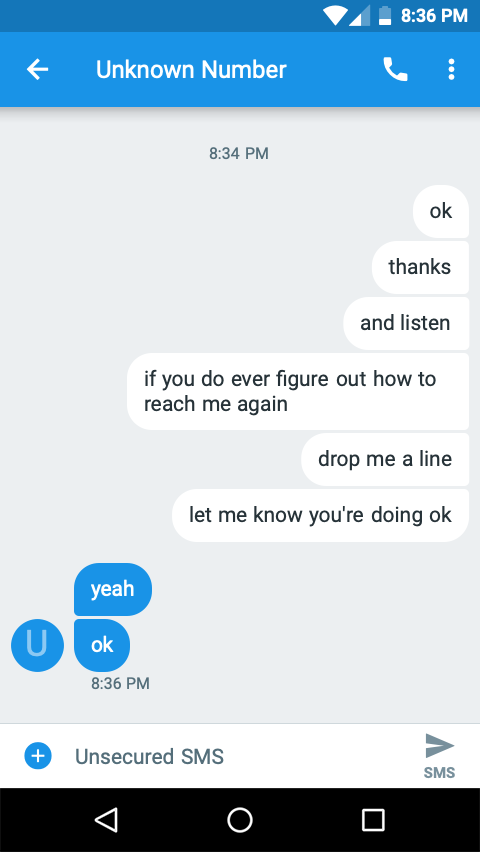 8:36 PM
Unknown Number
8:34 PM
ok
thanks
and listen
if you do ever figure out how to
reach me again
drop me a line
let me know you're doing ok
yeah
U
ok
8:36 PM
Unsecured SMS
SMS